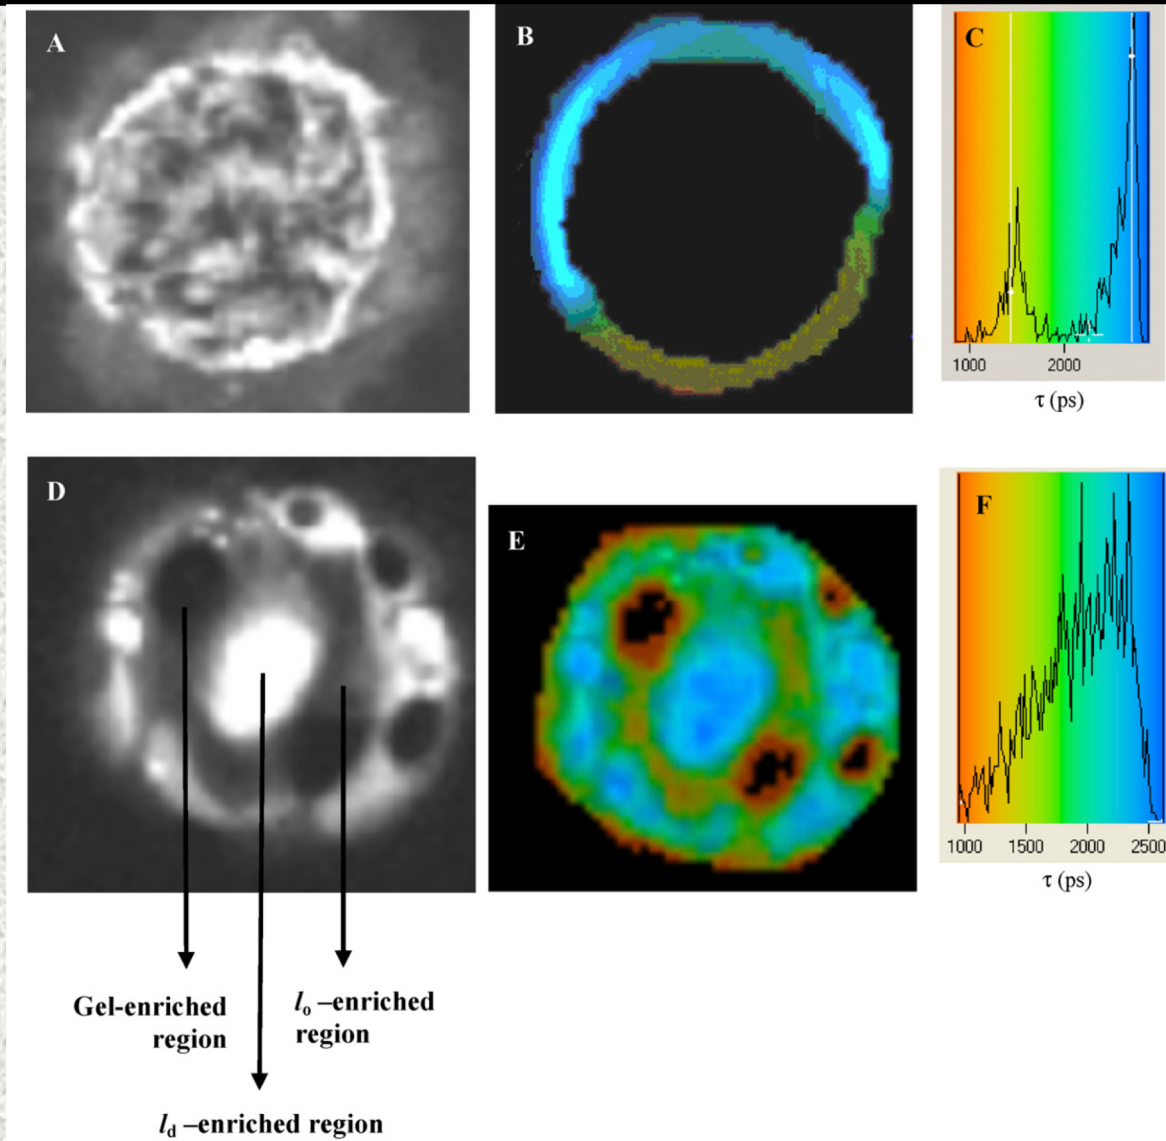 A
B
C
1000 2000
τ (ps)
D
E
F
1000 1500 2000 2500
τ (ps)
Gel-enriched
region
lo –enriched
region
ld –enriched region